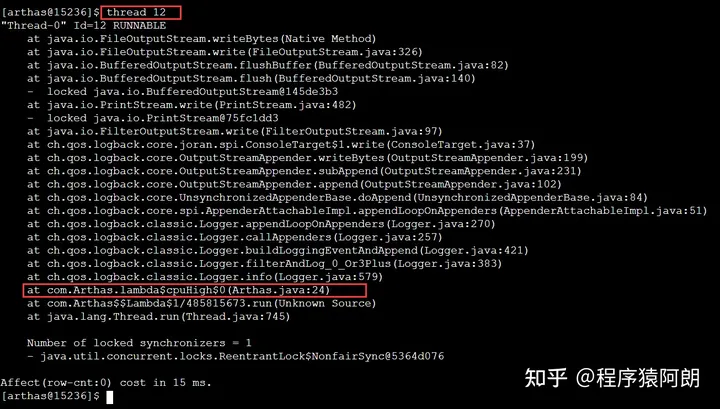 [arthas@15236]$ thread 12
"Thread-0" Id=12 RUNNABLE
    at java.io.FileOutputStream.writeBytes(Native Method)
    at java.io.FileOutputStream.write(FileOutputStream.java:326)
    at java.io.BufferedOutputStream.flushBuffer(BufferedOutputStream.java:82)
    at java.io.BufferedOutputStream.flush(BufferedOutputStream.java:140)
    -  locked java.io.BufferedOutputStream@145de3b3
    at java.io.PrintStream.write(PrintStream.java:482)
    -  locked java.io.PrintStream@75fc1dd3
    at java.io.FilterOutputStream.write(FilterOutputStream.java:97)
    at ch.qos.logback.core.joran.spi.ConsoleTarget$1.write(ConsoleTarget.java:37)
    at ch.qos.logback.core.OutputStreamAppender.writeBytes(OutputStreamAppender.java:199)
    at ch.qos.logback.core.OutputStreamAppender.subAppend(OutputStreamAppender.java:231)
    at ch.qos.logback.core.OutputStreamAppender.append(OutputStreamAppender.java:102)
    at ch.qos.logback.core.UnsynchronizedAppenderBase.doAppend(UnsynchronizedAppenderBase.java:84)
    at ch.qos.logback.core.spi.AppenderAttachableImpl.appendLoopOnAppenders(AppenderAttachableImpl.java:51)
    at ch.qos.logback.classic.Logger.appendLoopOnAppenders(Logger.java:270)
    at ch.qos.logback.classic.Logger.callAppenders(Logger.java:257)
    at ch.qos.logback.classic.Logger.buildLoggingEventAndAppend(Logger.java:421)
    at ch.qos.logback.classic.Logger.filterAndLog_0_Or3Plus(Logger.java:383)
    at ch.qos.logback.classic.Logger.info(Logger.java:579)
    at com.Arthas.lambda$cpuHigh$0(Arthas.java:24)
    at com.Arthas$$Lambda$1/485815673.run(Unknown Source)
    at java.lang.Thread.run(Thread.java:745)
    Number of locked synchronizers = 1
    - java.util.concurrent.locks.ReentrantLock$NonfairSync@5364d076
Affect(row-cnt:0) cost in 15 ms.
[arthas@15236]$
知乎 @程序猿阿朗